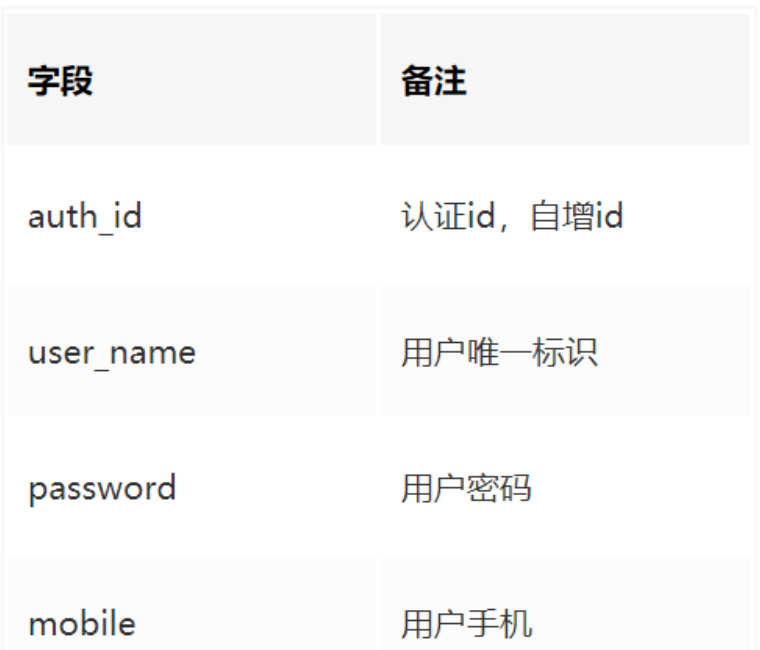 字段 备注
auth_id 认证id，自增id
user_name 用户唯一标识
password 用户密码
mobile 用户手机